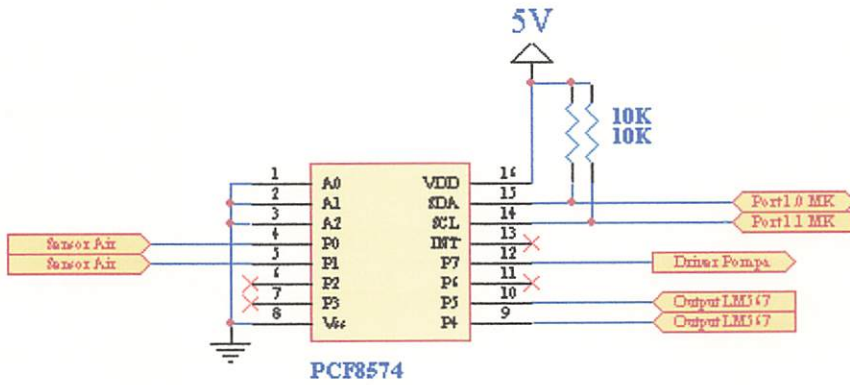 5V
10K
10K
1 A0 VDD 16
2 A1 SDA 15 Port1.0 MK
3 A2 SCL 14 Port1.1 MK
Sensor Air 4 P0 INT 13
Sensor Air 5 P1 P7 12 Driver Pompa
6 P2 P6 11
7 P3 P5 10 Output LM567
8 Vss P4 9 Output LM567
PCF8574